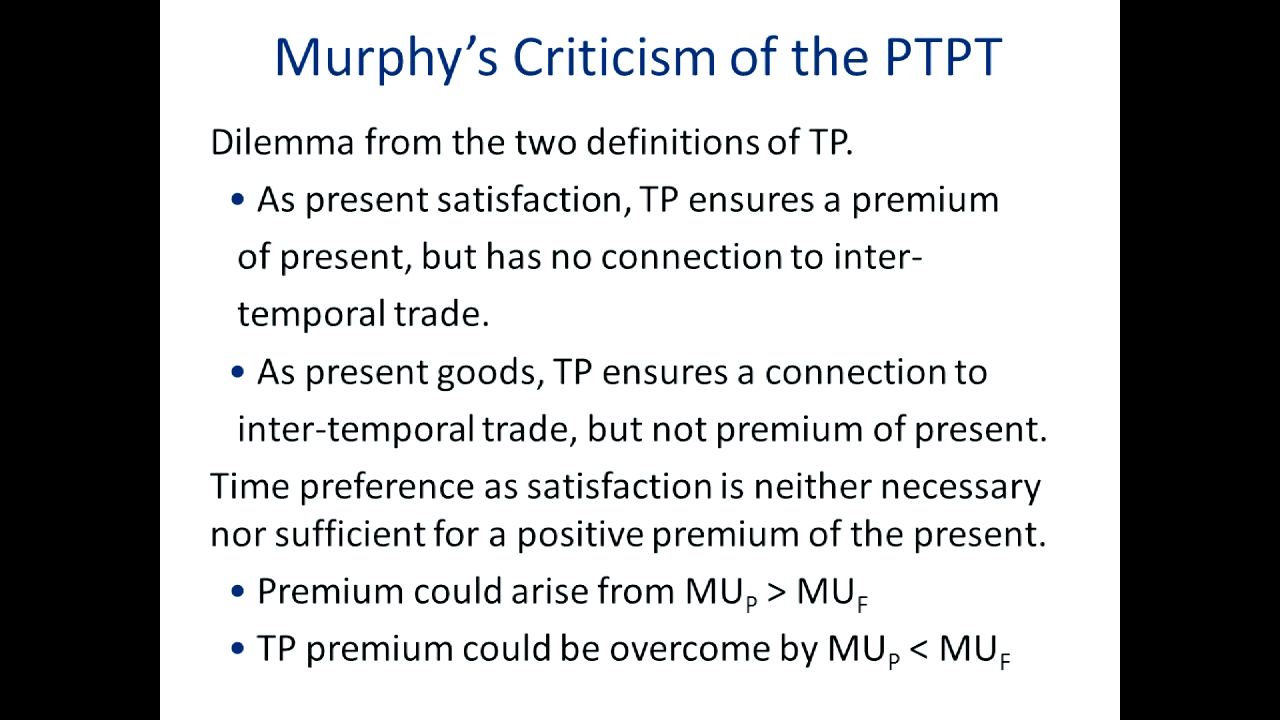 Murphy’s Criticism of the PTPT
Dilemma from the two definitions of TP.
• As present satisfaction, TP ensures a premium
of present, but has no connection to inter-
temporal trade.
• As present goods, TP ensures a connection to
inter-temporal trade, but not premium of present.
Time preference as satisfaction is neither necessary
nor sufficient for a positive premium of the present.
• Premium could arise from MUP > MUF
• TP premium could be overcome by MUP < MUF